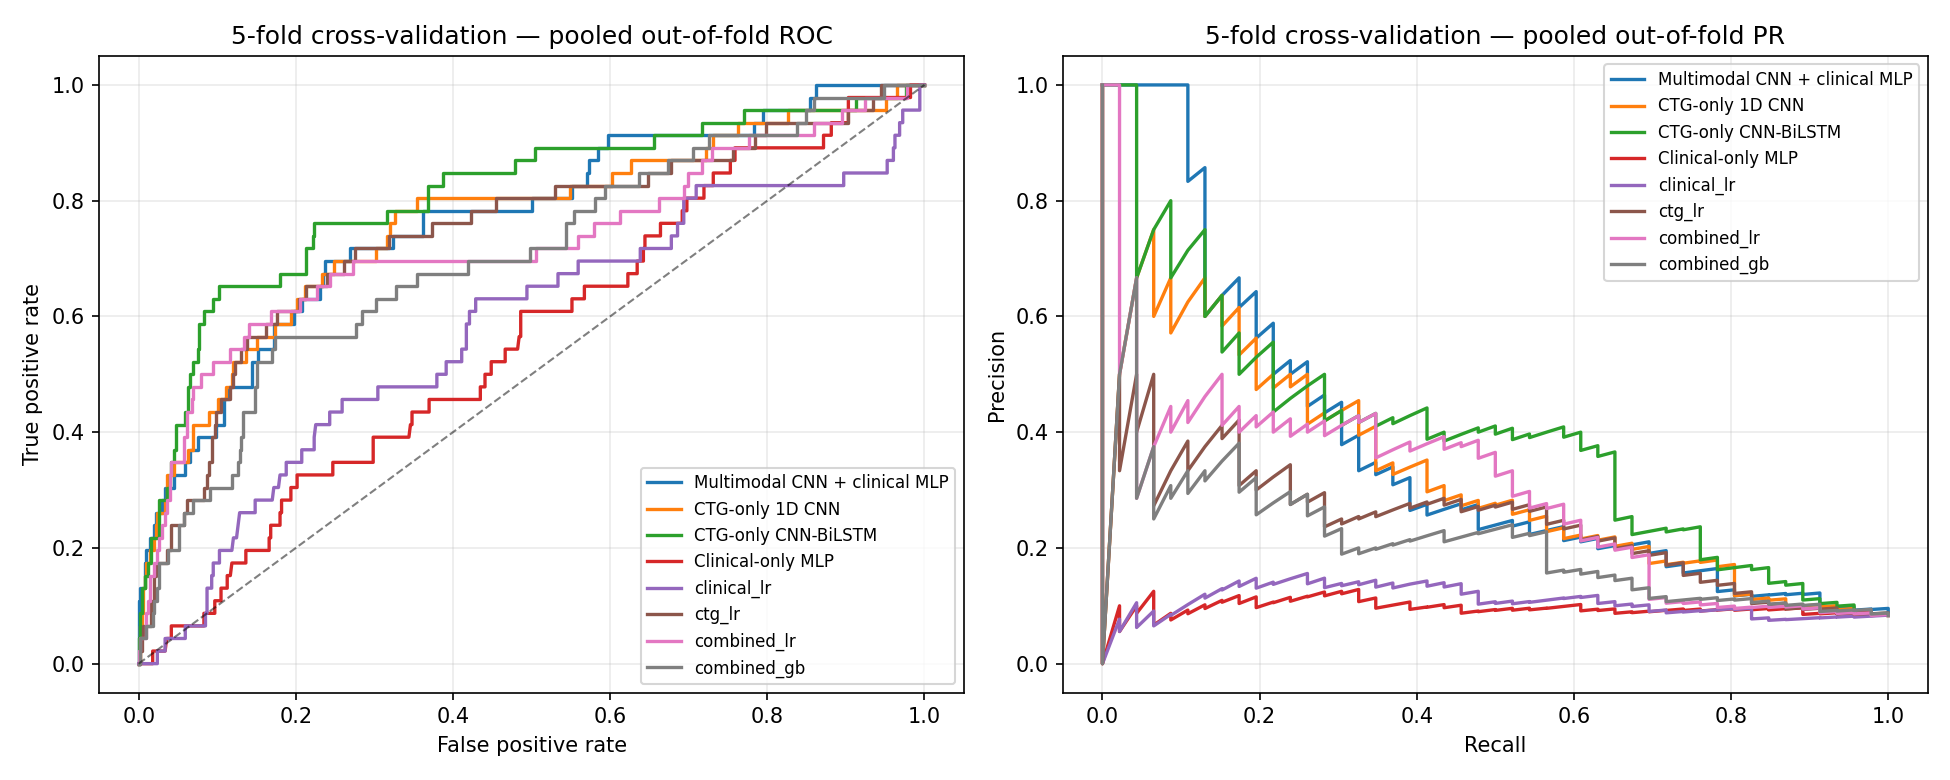 5-fold cross-validation — pooled out-of-fold ROC
True positive rate
1.0
0.8
0.6
0.4
0.2
0.0
0.0 0.2 0.4 0.6 0.8 1.0
False positive rate
Multimodal CNN + clinical MLP
CTG-only 1D CNN
CTG-only CNN-BiLSTM
Clinical-only MLP
clinical_lr
ctg_lr
combined_lr
combined_gb
5-fold cross-validation — pooled out-of-fold PR
Precision
1.0
0.8
0.6
0.4
0.2
0.0
0.0 0.2 0.4 0.6 0.8 1.0
Recall
Multimodal CNN + clinical MLP
CTG-only 1D CNN
CTG-only CNN-BiLSTM
Clinical-only MLP
clinical_lr
ctg_lr
combined_lr
combined_gb